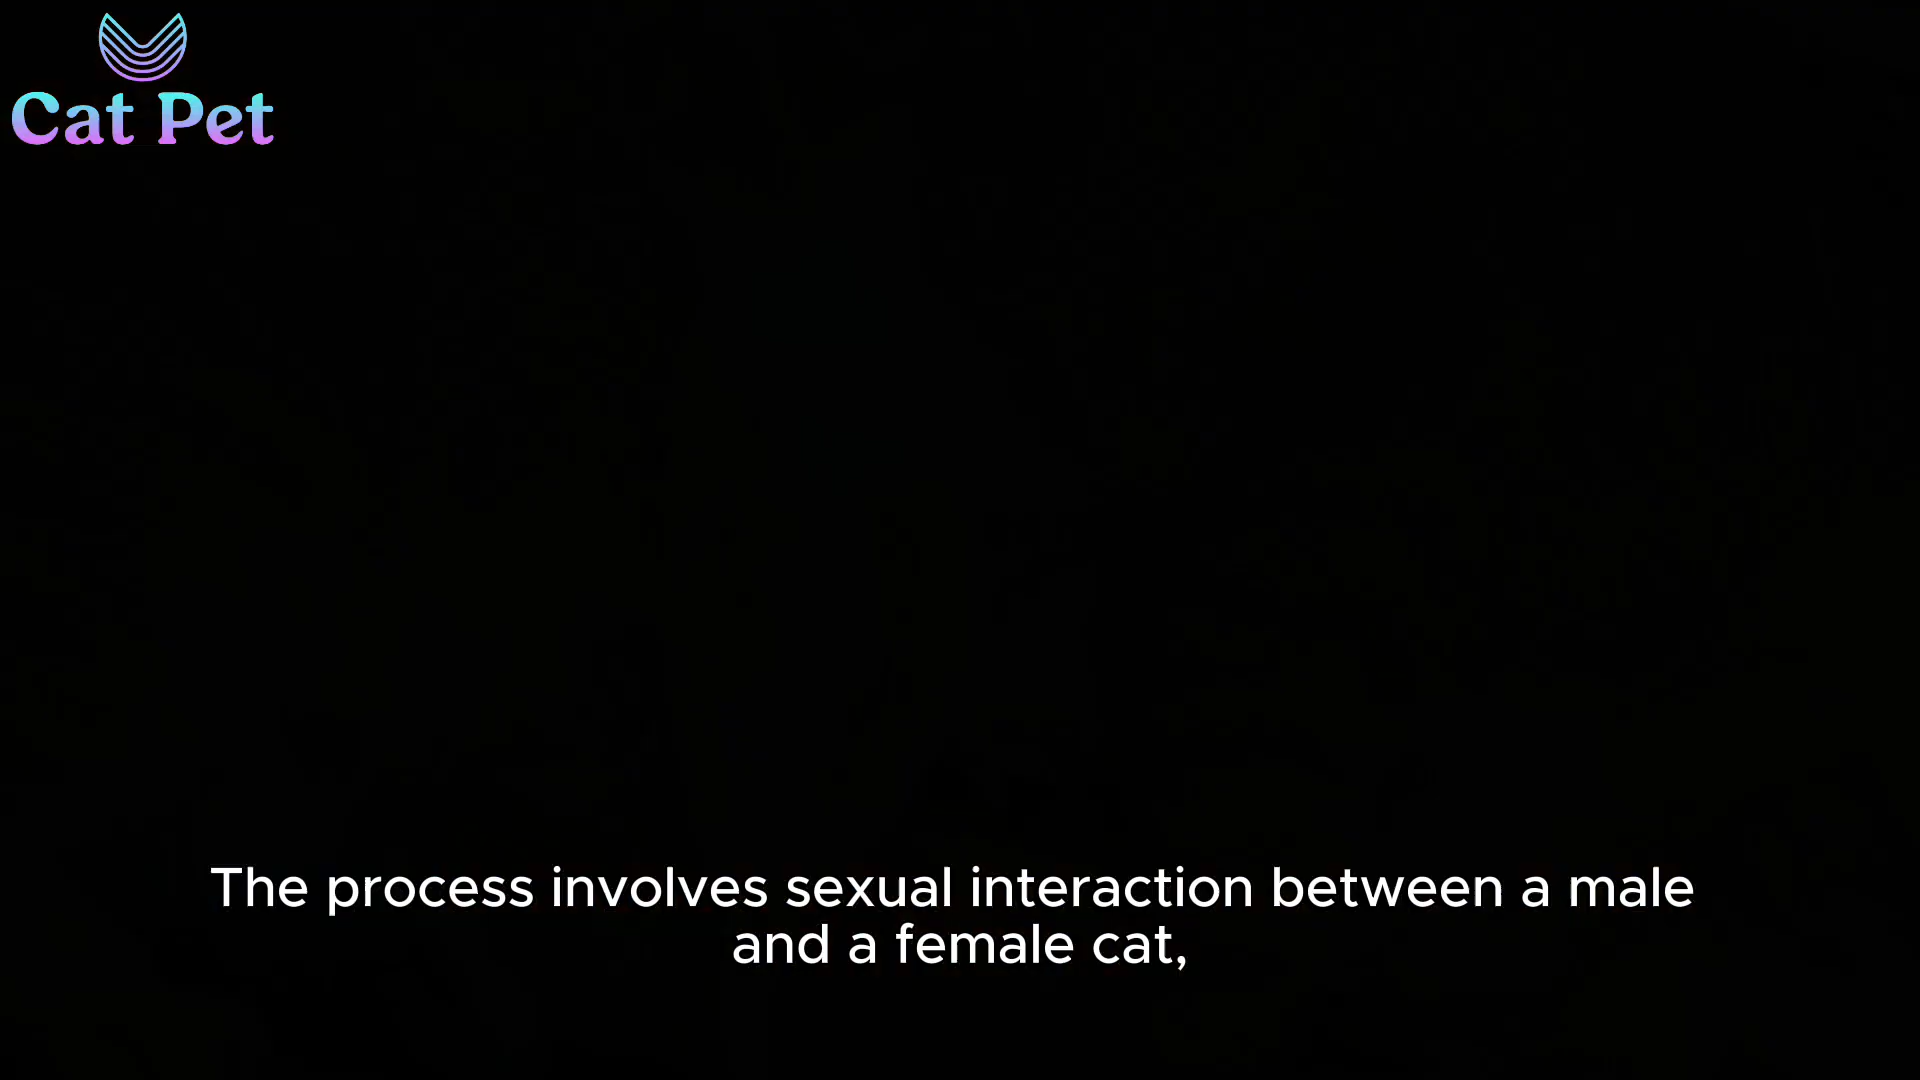 Cat Pet
The process involves sexual interaction between a male
and a female cat,